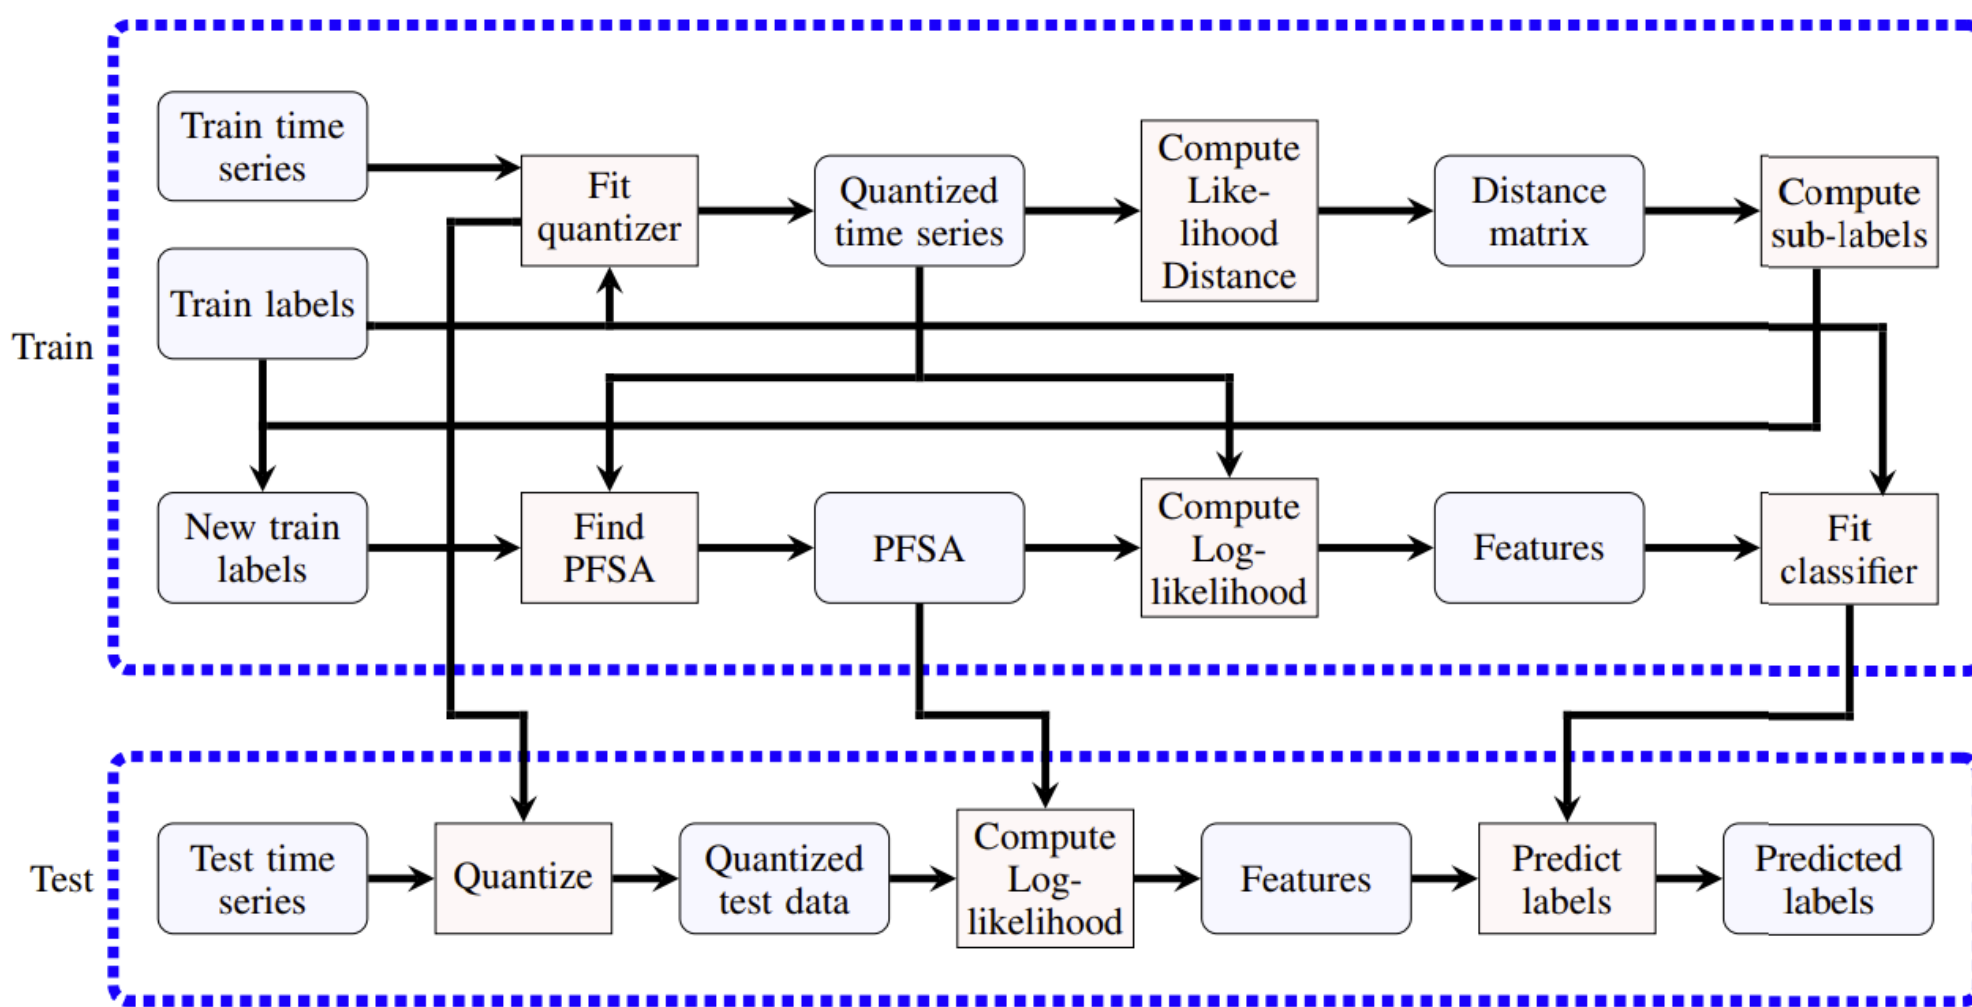 Train time
series
Fit
quantizer
Quantized
time series
Compute
Like-
lihood
Distance
Distance
matrix
Compute
sub-labels
Train labels
Train
New train
labels
Find
PFSA
PFSA
Compute
Log-
likelihood
Features
Fit
classifier
Test
Test time
series
Quantize
Quantized
test data
Compute
Log-
likelihood
Features
Predict
labels
Predicted
labels